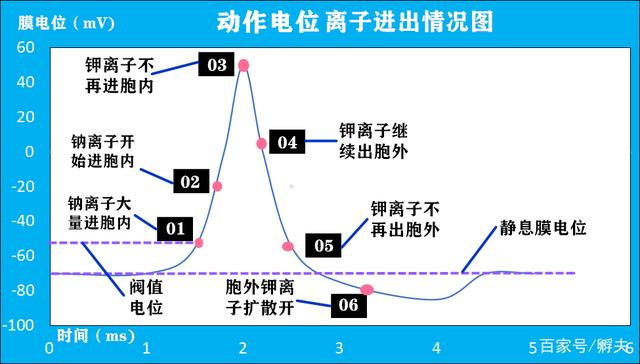 膜电位（mV）
动作电位 离子进出情况图
60
40
20
0
-20
-40
-60
-80
-100
0
1
2
3
4
5
6
时间（ms）
钾离子不
再进胞内
03
钠离子开
始进胞内
02
钠离子大
量进胞内
01
04
钾离子继
续出胞外
05
钾离子不
再出胞外
静息膜电位
阈值
电位
胞外钾离
子扩散开
06
百家号/孵夫